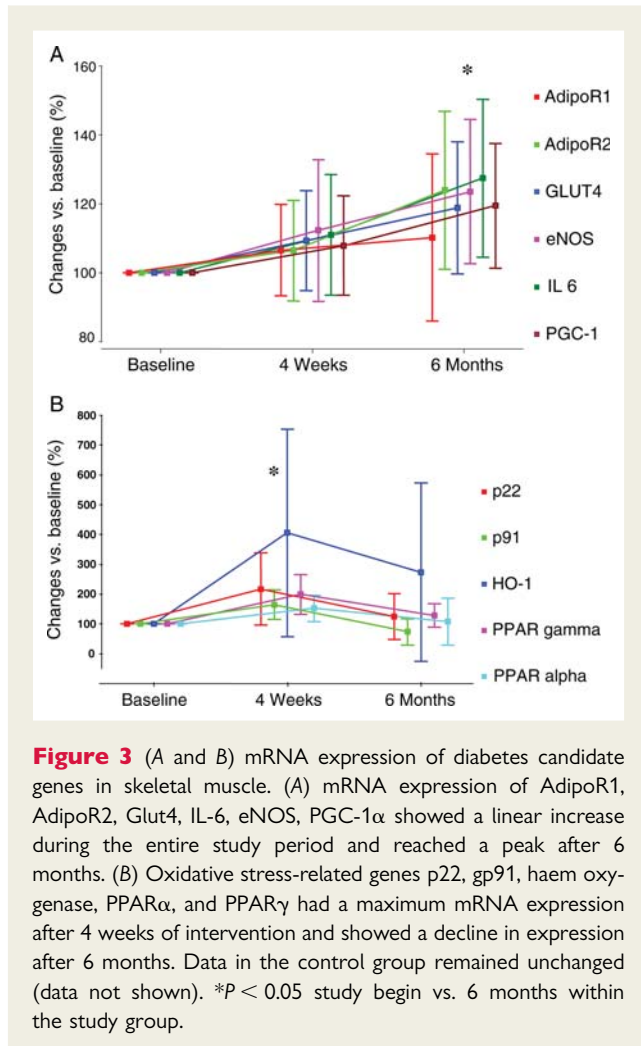 A
160
140
120
100
80
Changes vs. baseline (%)
*
AdipoR1
AdipoR2
GLUT4
eNOS
IL 6
PGC-1
Baseline 4 Weeks 6 Months
B
800
700
600
500
400
300
200
100
0
Changes vs. baseline (%)
*
p22
p91
HO-1
PPAR gamma
PPAR alpha
Baseline 4 Weeks 6 Months
Figure 3 (A and B) mRNA expression of diabetes candidate
genes in skeletal muscle. (A) mRNA expression of AdipoR1,
AdipoR2, Glut4, IL-6, eNOS, PGC-1α showed a linear increase
during the entire study period and reached a peak after 6
months. (B) Oxidative stress-related genes p22, gp91, haem oxy-
genase, PPARα, and PPARγ had a maximum mRNA expression
after 4 weeks of intervention and showed a decline in expression
after 6 months. Data in the control group remained unchanged
(data not shown). *P < 0.05 study begin vs. 6 months within
the study group.